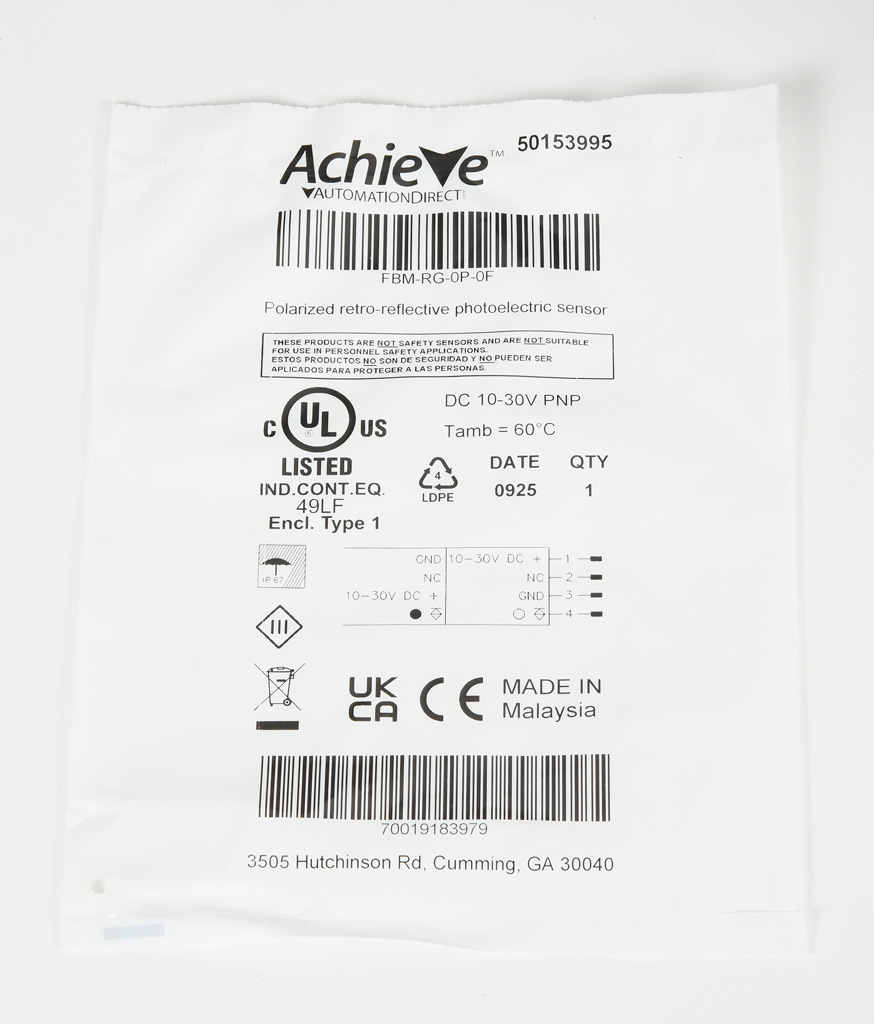 Achieve™ 50153995
AUTOMATIONDIRECT
FBM-RG-0P-0F
Polarized retro-reflective photoelectric sensor
THESE PRODUCTS ARE NOT SAFETY SENSORS AND ARE NOT SUITABLE
FOR USE IN PERSONNEL SAFETY APPLICATIONS.
ESTOS PRODUCTOS NO SON DE SEGURIDAD Y NO PUEDEN SER
APLICADOS PARA PROTEGER A LAS PERSONAS.
C UL US
LISTED
IND.CONT.EQ.
49LF
Encl. Type 1
DC 10-30V PNP
Tamb = 60°C
4
LDPE
DATE QTY
0925 1
IP 67
GND 10-30V DC + 1
NC NC 2
10-30V DC + GND 3
4
III
UK
CA
CE
MADE IN
Malaysia
70019183979
3505 Hutchinson Rd, Cumming, GA 30040